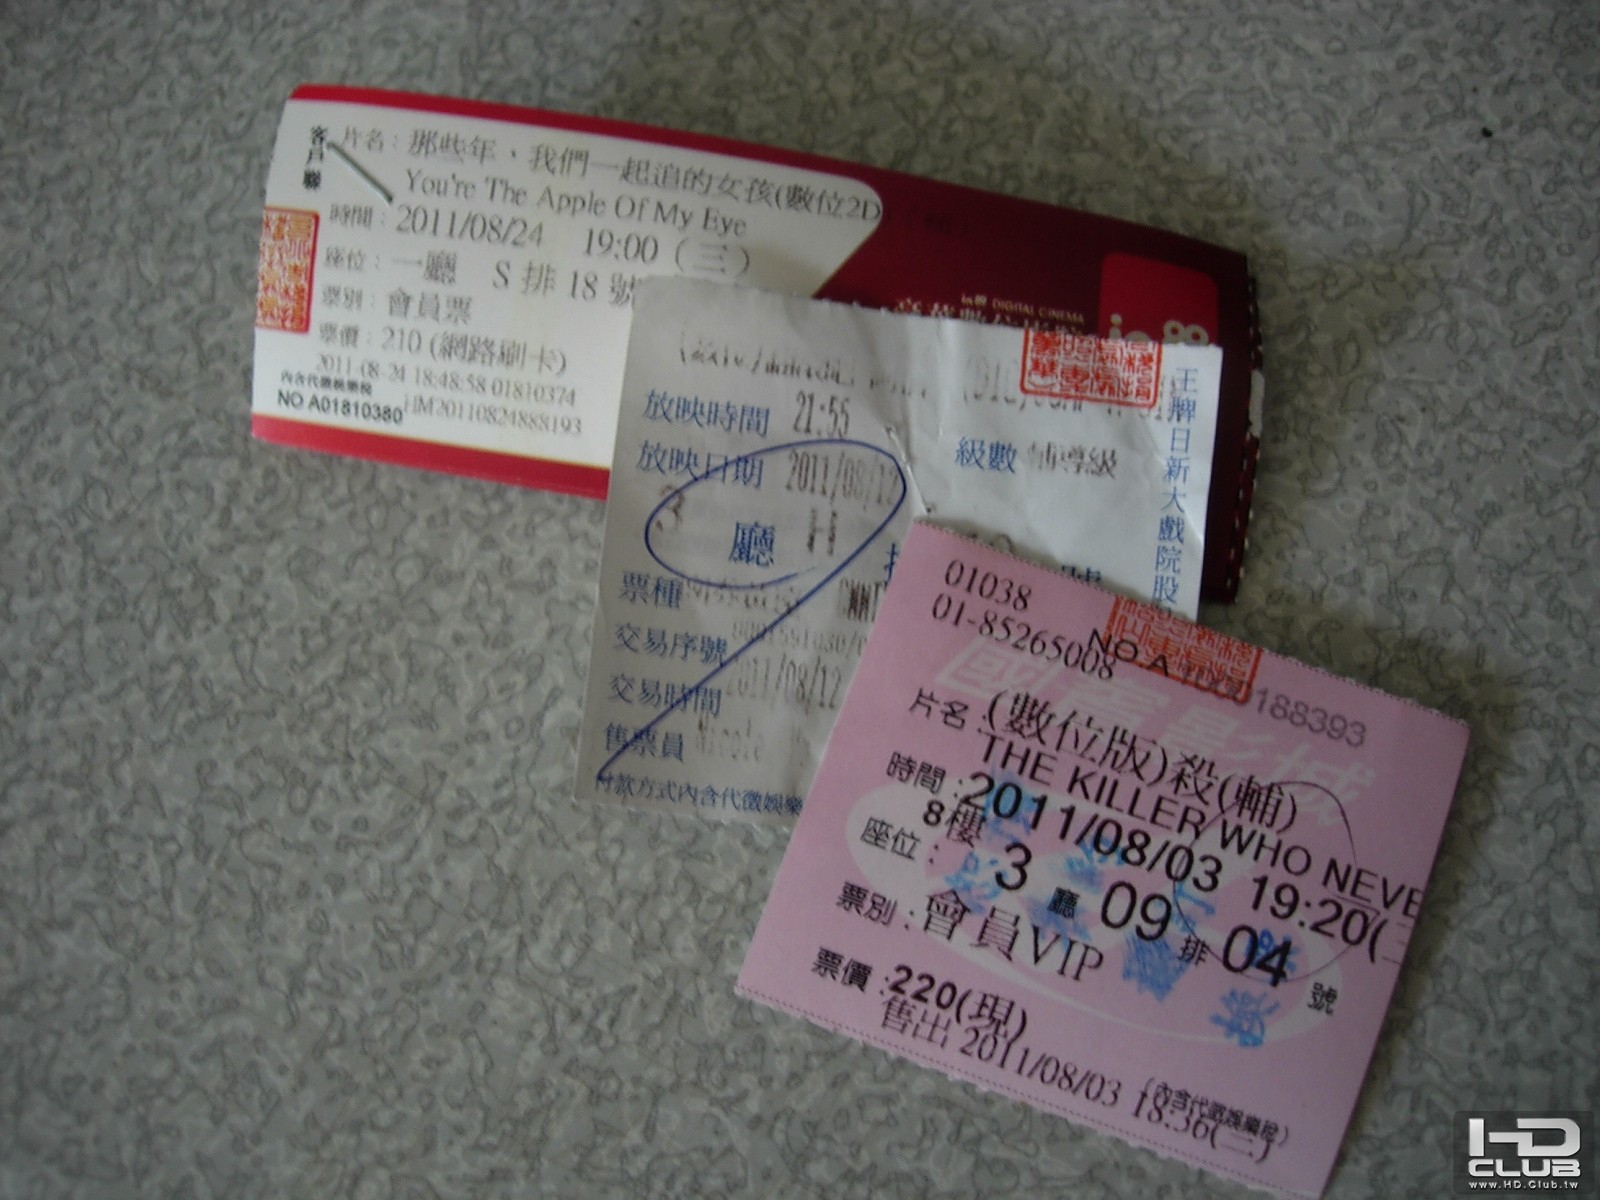 客戶聯
片名：那些年，我們一起追的女孩(數位2D
You're The Apple Of My Eye
時間：2011/08/24 19:00 (三)
座位：一廳 S 排 18 號
票別：會員票
票價：210 (網路刷卡)
2011-08-24 18:48:58 01810374
內含代徵娛樂稅
NO A01810380 HM20110824888193
DIGITAL CINEMA
放映時間 21:55
級數 輔導級
放映日期 2011/08/12
3 廳 H
票種
交易序號
交易時間 2011/08/12
售票員 Nicole
付款方式內含代徵娛樂
王牌日新大戲院股
01038
01-85265008
NO.A
188393
國賓影城
片名：(數位版)殺(輔)
THE KILLER WHO NEVE
時間：2011/08/03 19:20(三
8樓
座位：3 廳 09 排 04 號
票別：會員VIP
票價：220(現)
售出 2011/08/03 18:36(三)
(內含代徵娛樂稅)
HD CLUB
www.HD.Club.tw